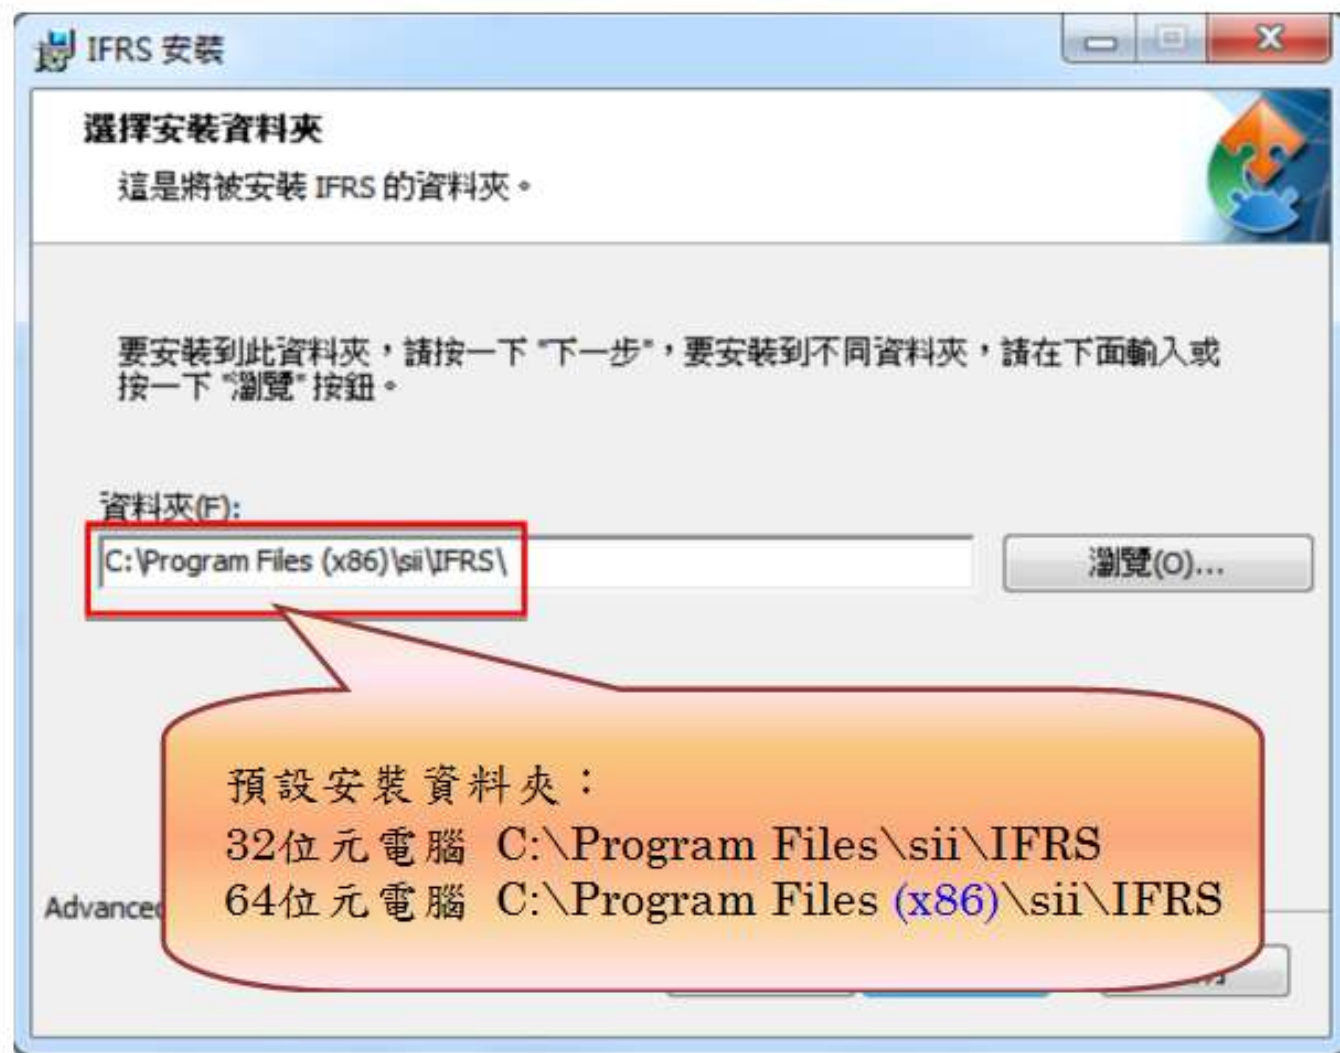 IFRS 安裝
選擇安裝資料夾
這是將被安裝 IFRS 的資料夾。
要安裝到此資料夾，請按一下 "下一步"，要安裝到不同資料夾，請在下面輸入或
按一下 "瀏覽" 按鈕。
資料夾(F):
C:\Program Files (x86)\sii\IFRS\
瀏覽(O)...
預設安裝資料夾：
32位元電腦 C:\Program Files\sii\IFRS
64位元電腦 C:\Program Files (x86)\sii\IFRS
Advanced